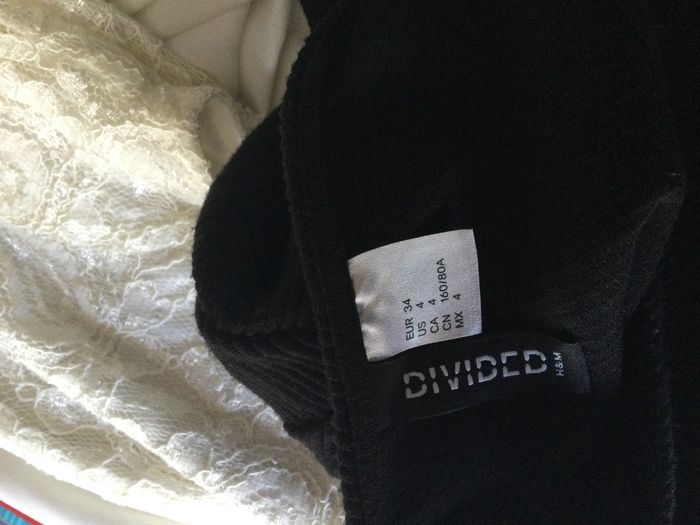 EUR 34
US 4
CA 4
CN 160/80A
MX 4
DIVIDED
H&M